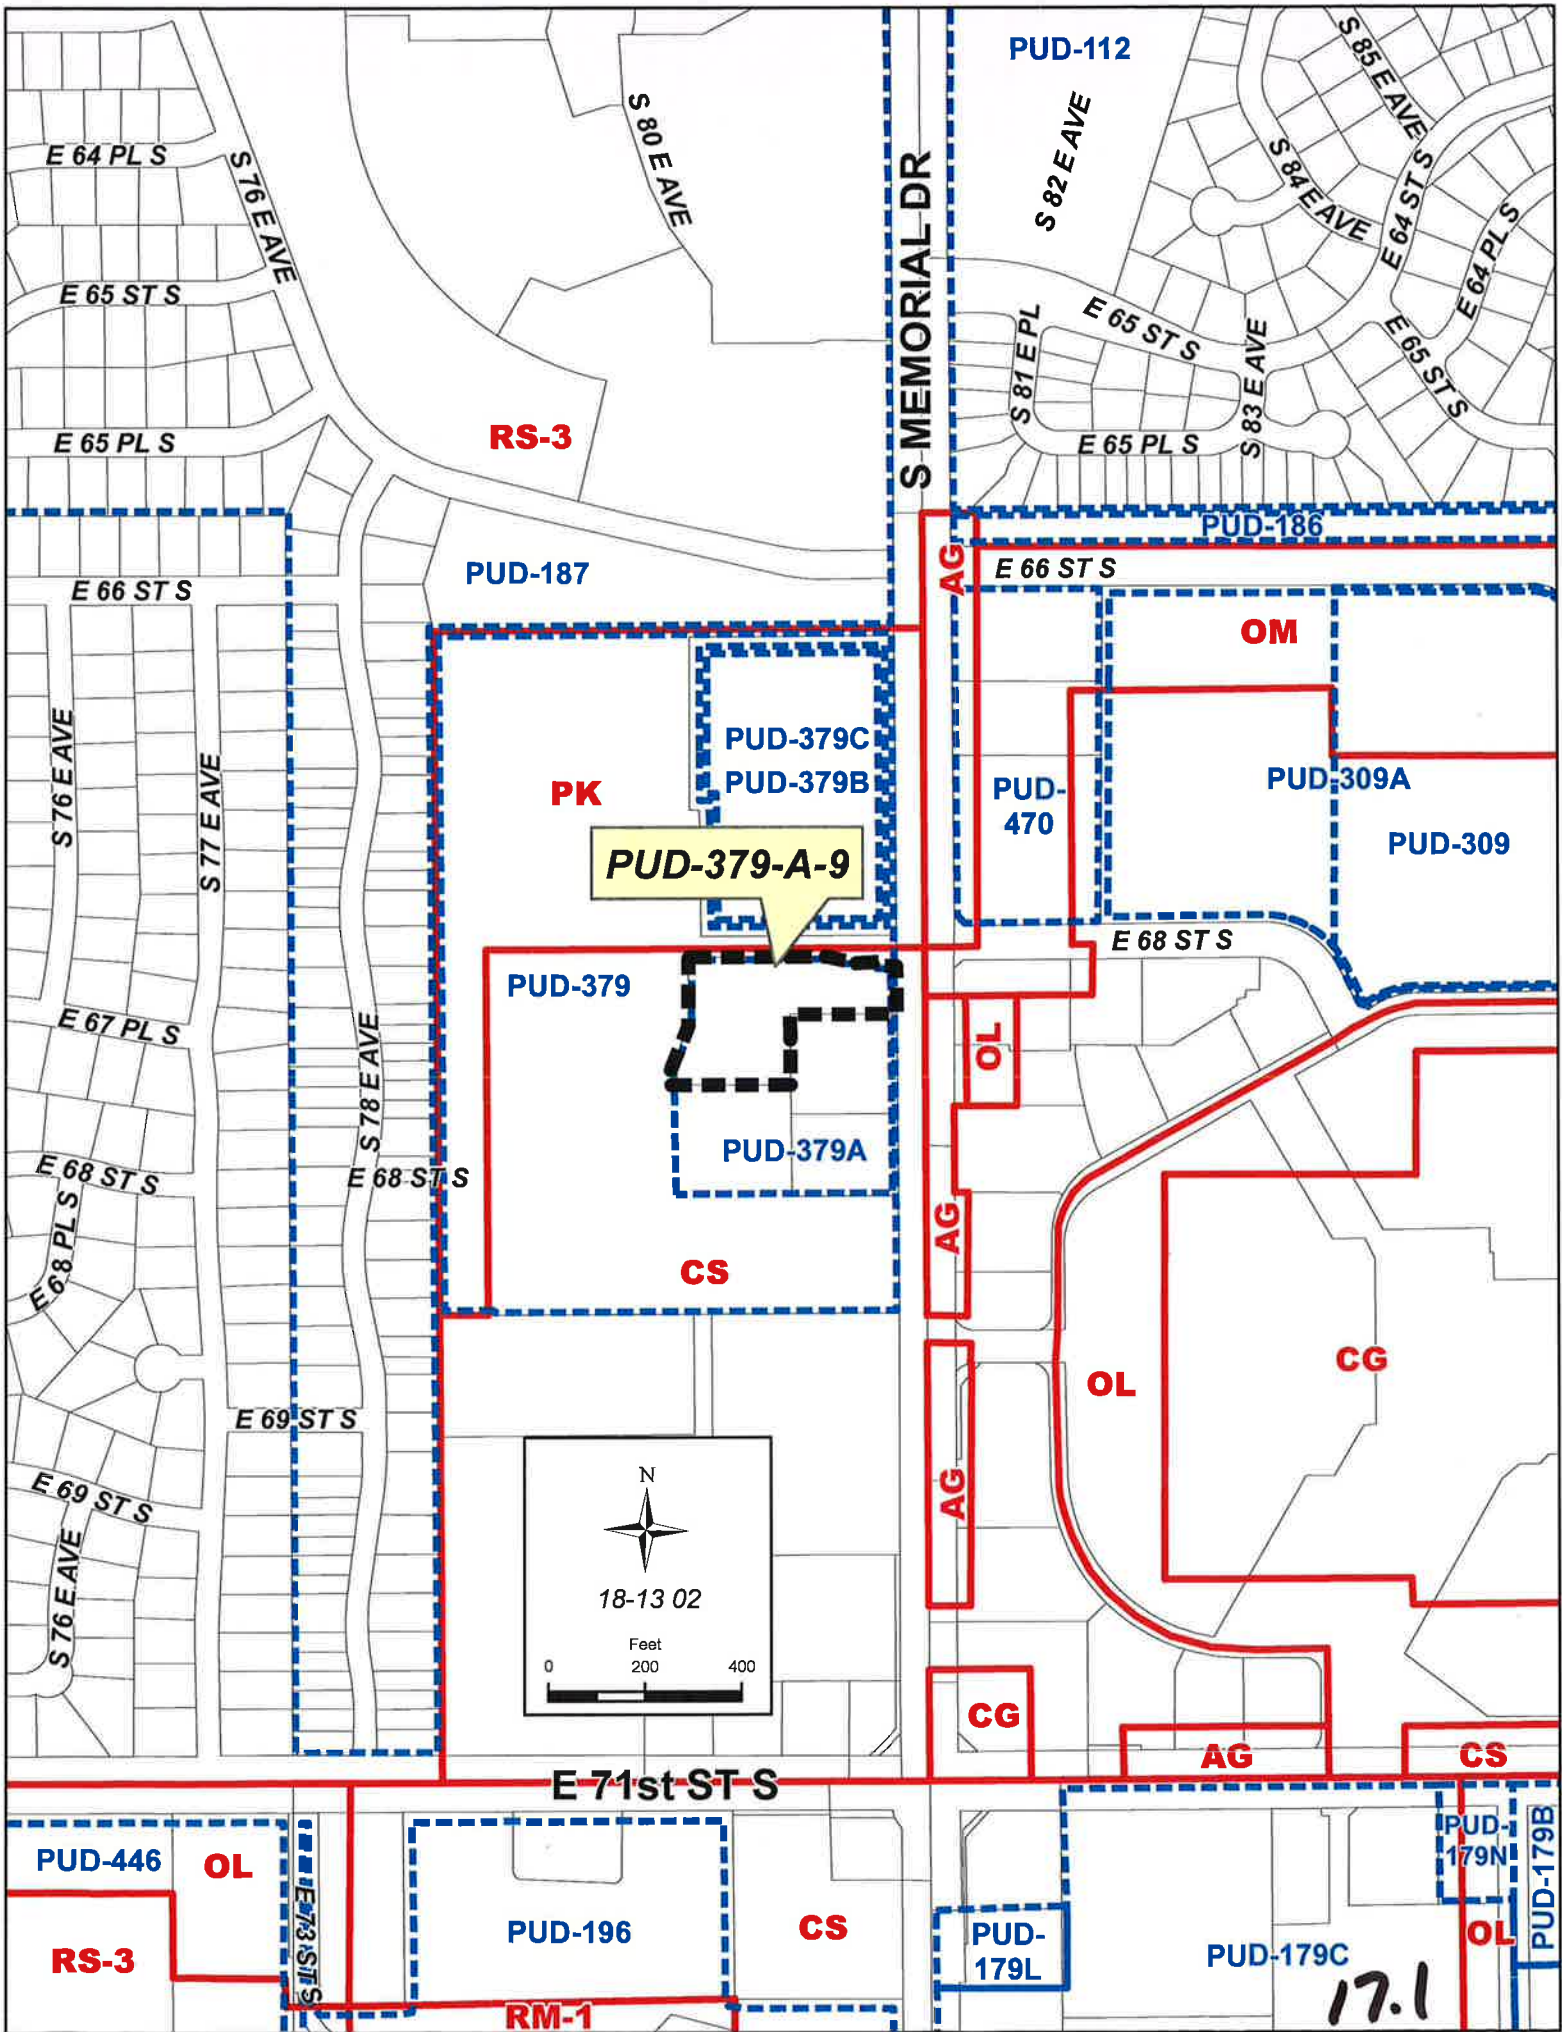 PUD-112
S 85 E AVE
S 80 E AVE
S 82 E AVE
E 64 PL S
S 76 E AVE
S MEMORIAL DR
S 84 E AVE
E 64 ST S
E 64 PL S
E 65 ST S
E 65 ST S
S 81 E PL
S 83 E AVE
E 65 ST S
RS-3
E 65 PL S
E 65 PL S
PUD-186
PUD-187
AG
E 66 ST S
E 66 ST S
OM
PUD-379C
PUD-379B
PK
S 76 E AVE
S 77 E AVE
PUD-
470
PUD-309A
PUD-309
PUD-379-A-9
E 68 ST S
PUD-379
E 67 PL S
OL
S 78 E AVE
PUD-379A
E 68 ST S
E 68 ST S
E 68 PL S
AG
CS
CG
OL
E 69 ST S
AG
E 69 ST S
S 76 E AVE
N
18-13 02
Feet
0 200 400
CG
AG
CS
E 71st ST S
PUD-446
OL
E 73 ST S
PUD-196
CS
RS-3
RM-1
PUD-
179L
PUD-179C
PUD-
179N
OL
PUD-179B
17.1